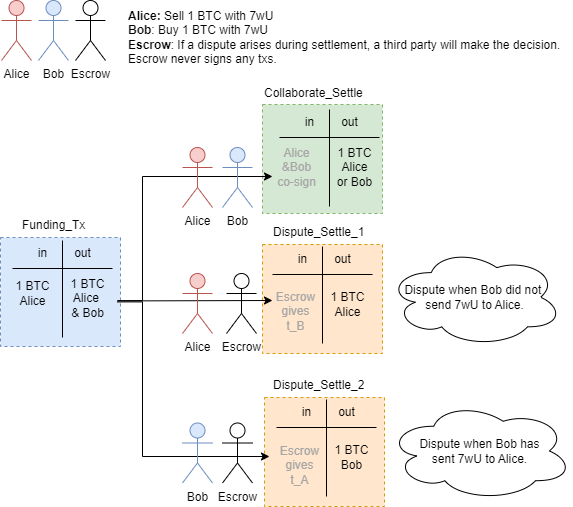 Alice: Sell 1 BTC with 7wU
Bob: Buy 1 BTC with 7wU
Escrow: If a dispute arises during settlement, a third party will make the decision.
Escrow never signs any txs.
Alice
Bob
Escrow
Collaborate_Settle
in
out
Alice
&Bob
co-sign
1 BTC
Alice
or Bob
Alice
Bob
Funding_Tx
in
out
1 BTC
Alice
1 BTC
Alice
& Bob
Dispute_Settle_1
in
out
Escrow
gives
t_B
1 BTC
Alice
Alice
Escrow
Dispute when Bob did not
send 7wU to Alice.
Dispute_Settle_2
in
out
Escrow
gives
t_A
1 BTC
Bob
Bob
Escrow
Dispute when Bob has
sent 7wU to Alice.